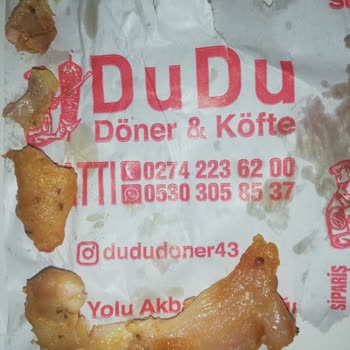 DuDu
Döner & Köfte
0274 223 62 00
0530 305 85 37
dududoner43
Yolu
SİPARİŞ